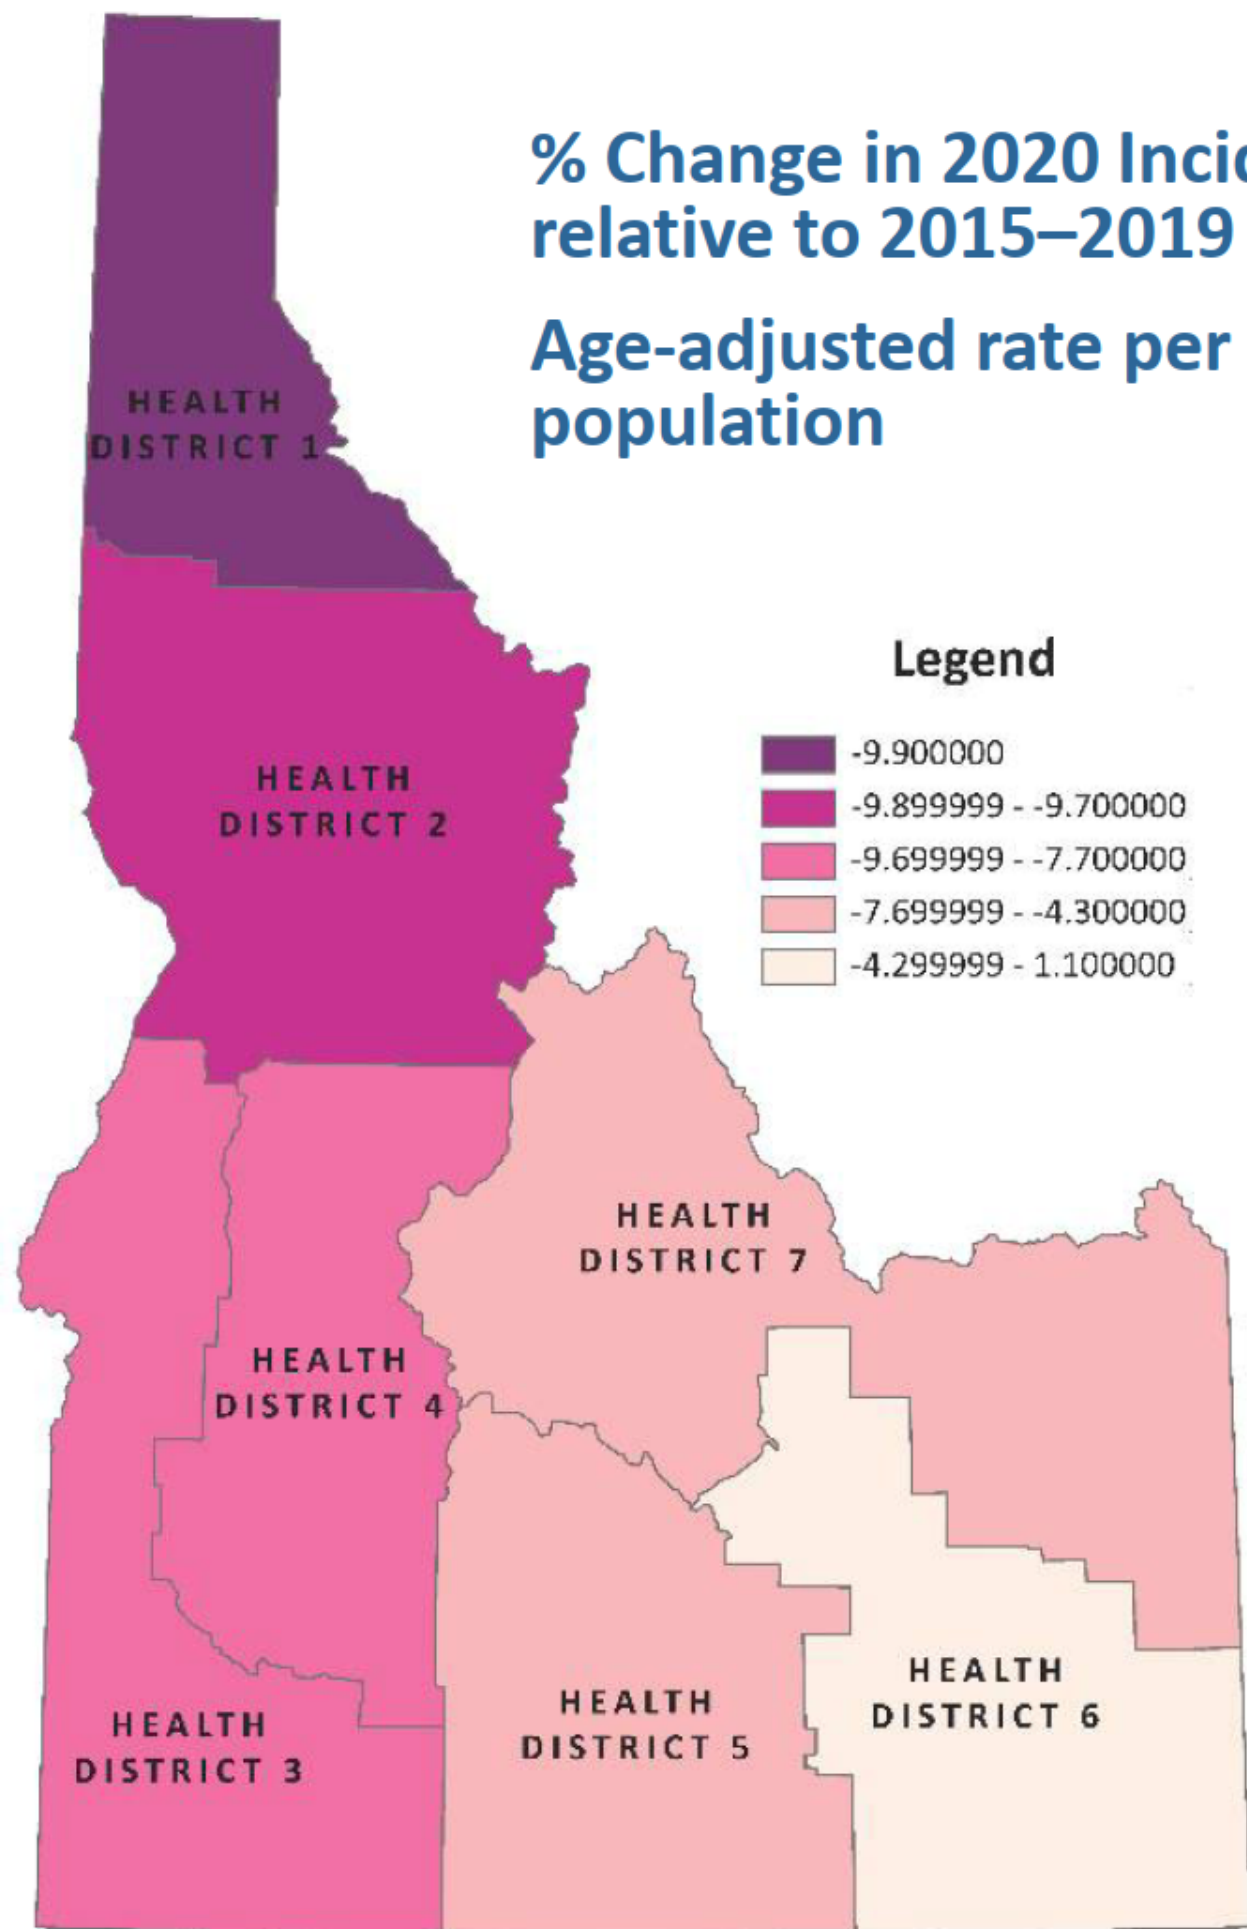 % Change in 2020 Incid
relative to 2015–2019
Age-adjusted rate per
population
HEALTH
DISTRICT 1
Legend
HEALTH
DISTRICT 2
-9.900000
-9.899999 - -9.700000
-9.699999 - -7.700000
-7.699999 - -4.300000
-4.299999 - 1.100000
HEALTH
DISTRICT 7
HEALTH
DISTRICT 4
HEALTH
DISTRICT 6
HEALTH
DISTRICT 5
HEALTH
DISTRICT 3